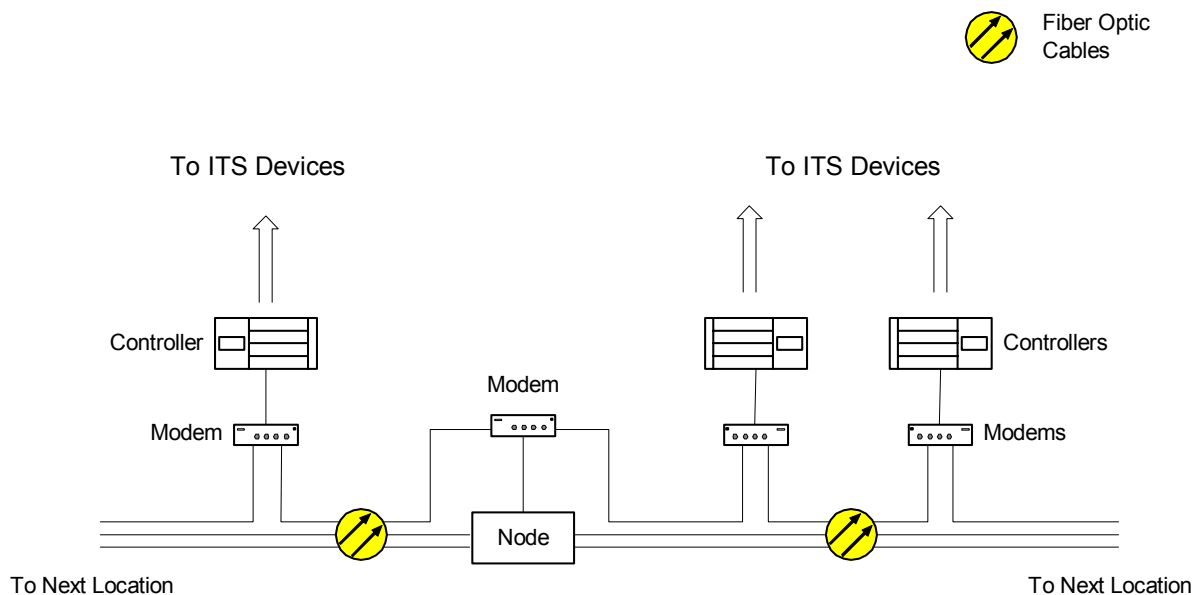 Fiber Optic
Cables
To ITS Devices
To ITS Devices
Controller
Controllers
Modem
Modem
Modems
Node
To Next Location
To Next Location